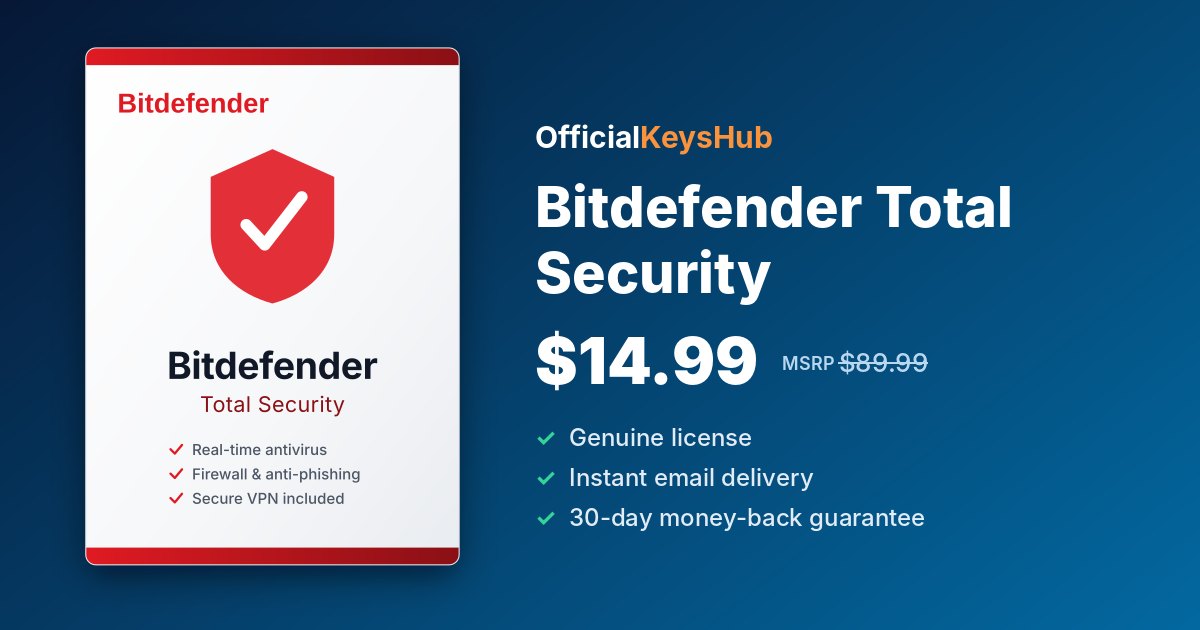 Bitdefender
Bitdefender
Total Security
Real-time antivirus
Firewall & anti-phishing
Secure VPN included
OfficialKeysHub
Bitdefender Total
Security
$14.99 MSRP $89.99
Genuine license
Instant email delivery
30-day money-back guarantee